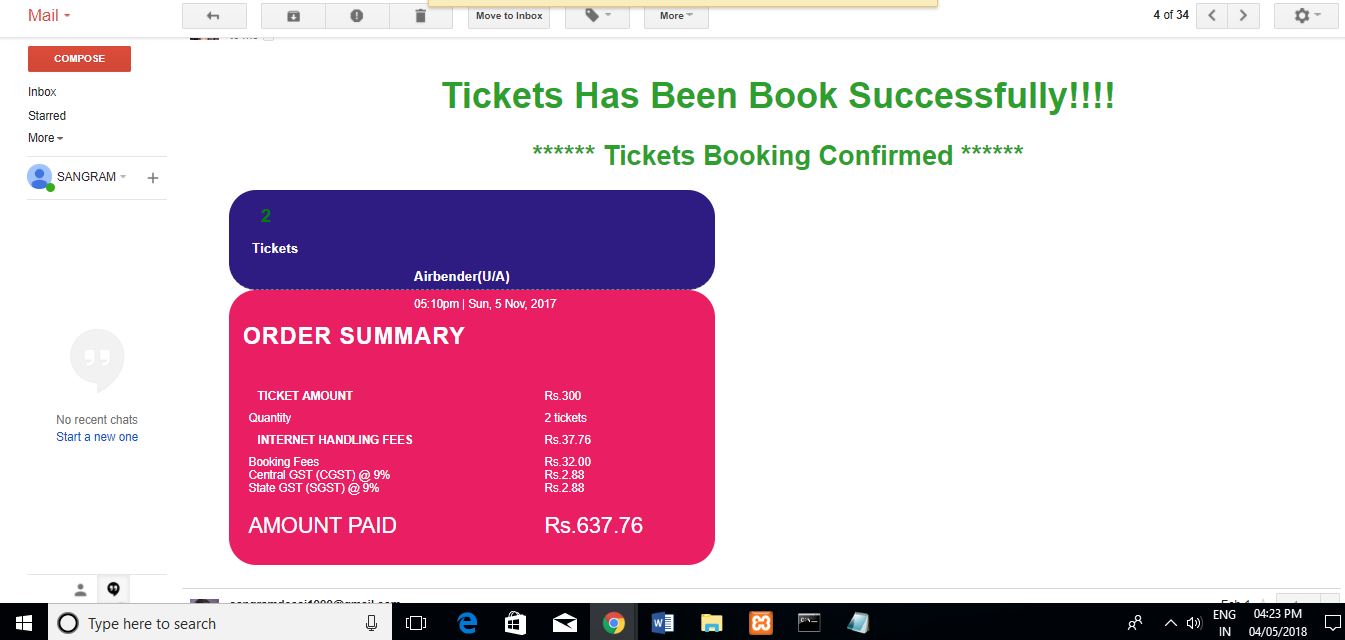 Mail
Move to Inbox
More
4 of 34
COMPOSE
Inbox
Starred
More
SANGRAM
Tickets Has Been Book Successfully!!!!
****** Tickets Booking Confirmed ******
2
Tickets
Airbender(U/A)
05:10pm | Sun, 5 Nov, 2017
ORDER SUMMARY
TICKET AMOUNT Rs.300
Quantity 2 tickets
INTERNET HANDLING FEES Rs.37.76
Booking Fees Rs.32.00
Central GST (CGST) @ 9% Rs.2.88
State GST (SGST) @ 9% Rs.2.88
AMOUNT PAID Rs.637.76
No recent chats
Start a new one
Type here to search
ENG
IN
04:23 PM
04/05/2018